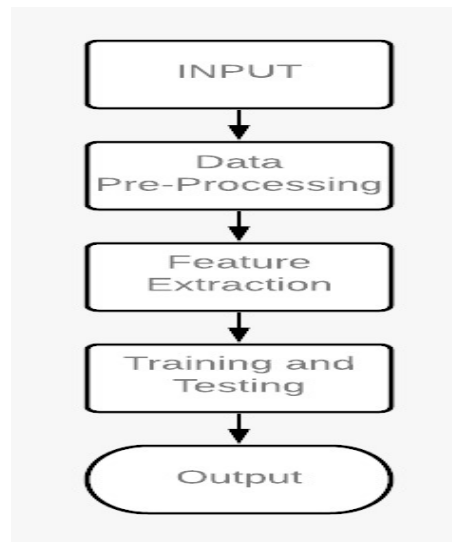 INPUT
Data
Pre-Processing
Feature
Extraction
Training and
Testing
Output